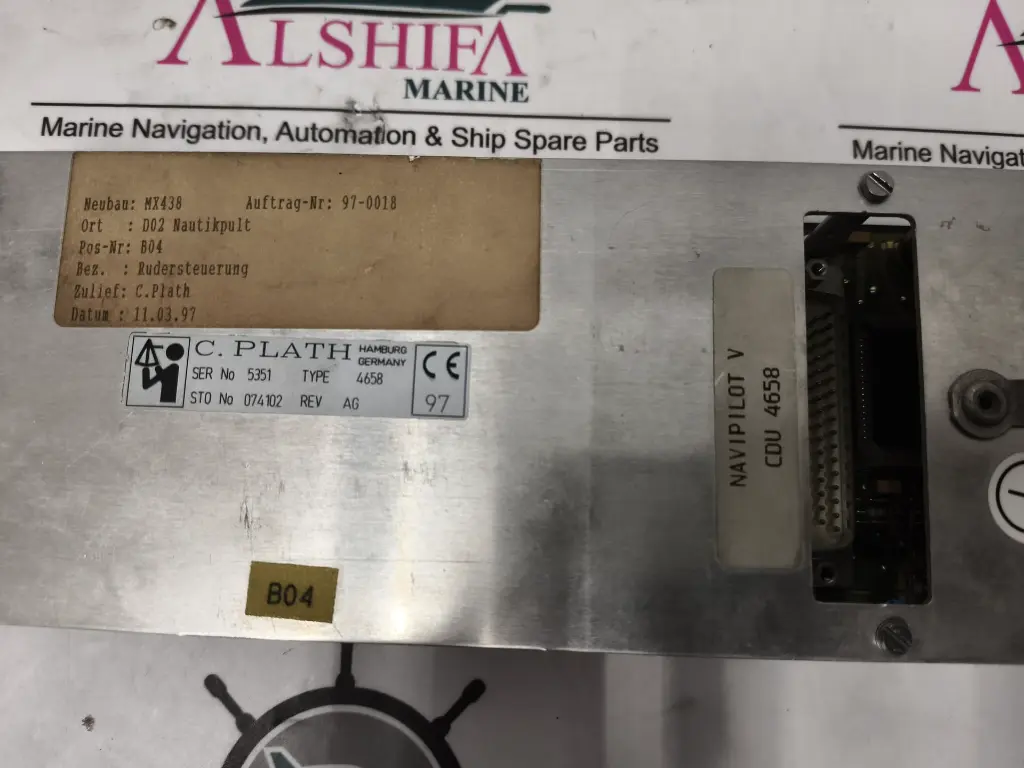 ALSHIFA
MARINE
Marine Navigation, Automation & Ship Spare Parts
Marine
Neubau: MX438 Auftrag-Nr: 97-0018
Ort : D02 Nautikpult
Pos-Nr: B04
Bez. : Rudersteuerung
Zulief: C.Plath
Datum : 11.03.97
C. PLATH HAMBURG
GERMANY
SER No 5351 TYPE 4658
STO No 074102 REV AG
CE
97
NAVIPILOT V
CDU 4658
B04